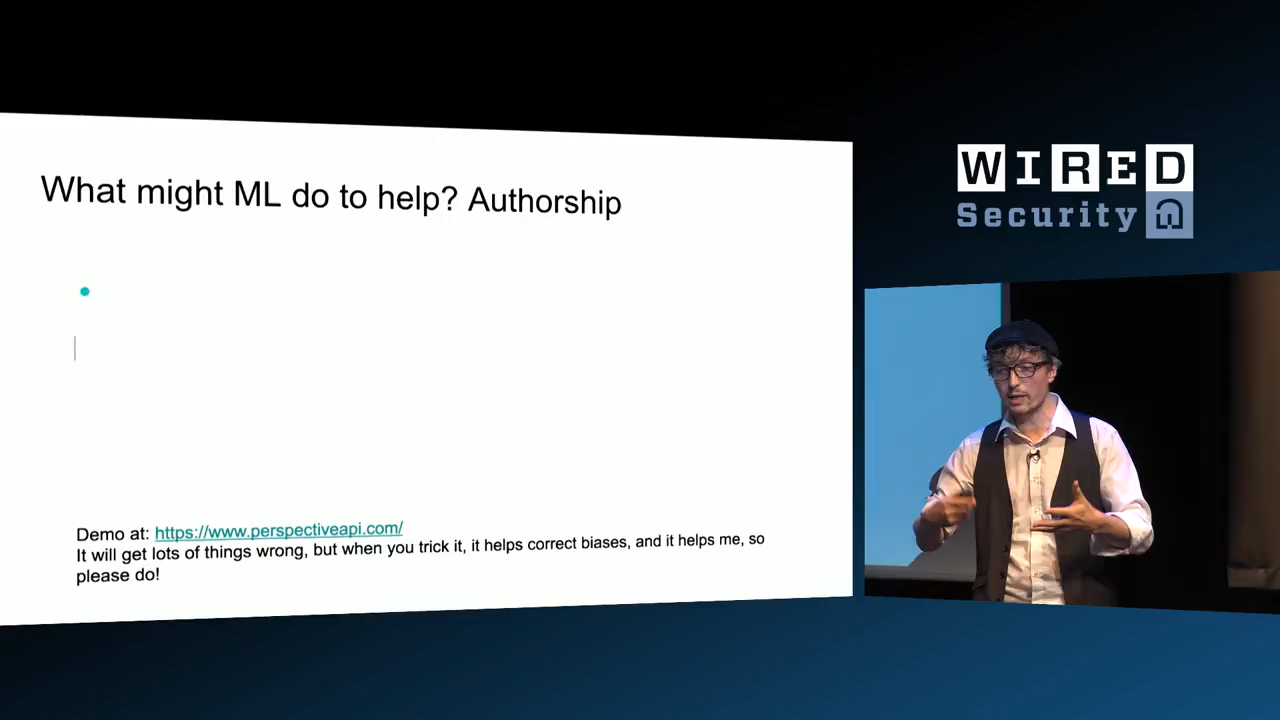 What might ML do to help? Authorship
Demo at: https://www.perspectiveapi.com/
It will get lots of things wrong, but when you trick it, it helps correct biases, and it helps me, so
please do!
WIRED
Security